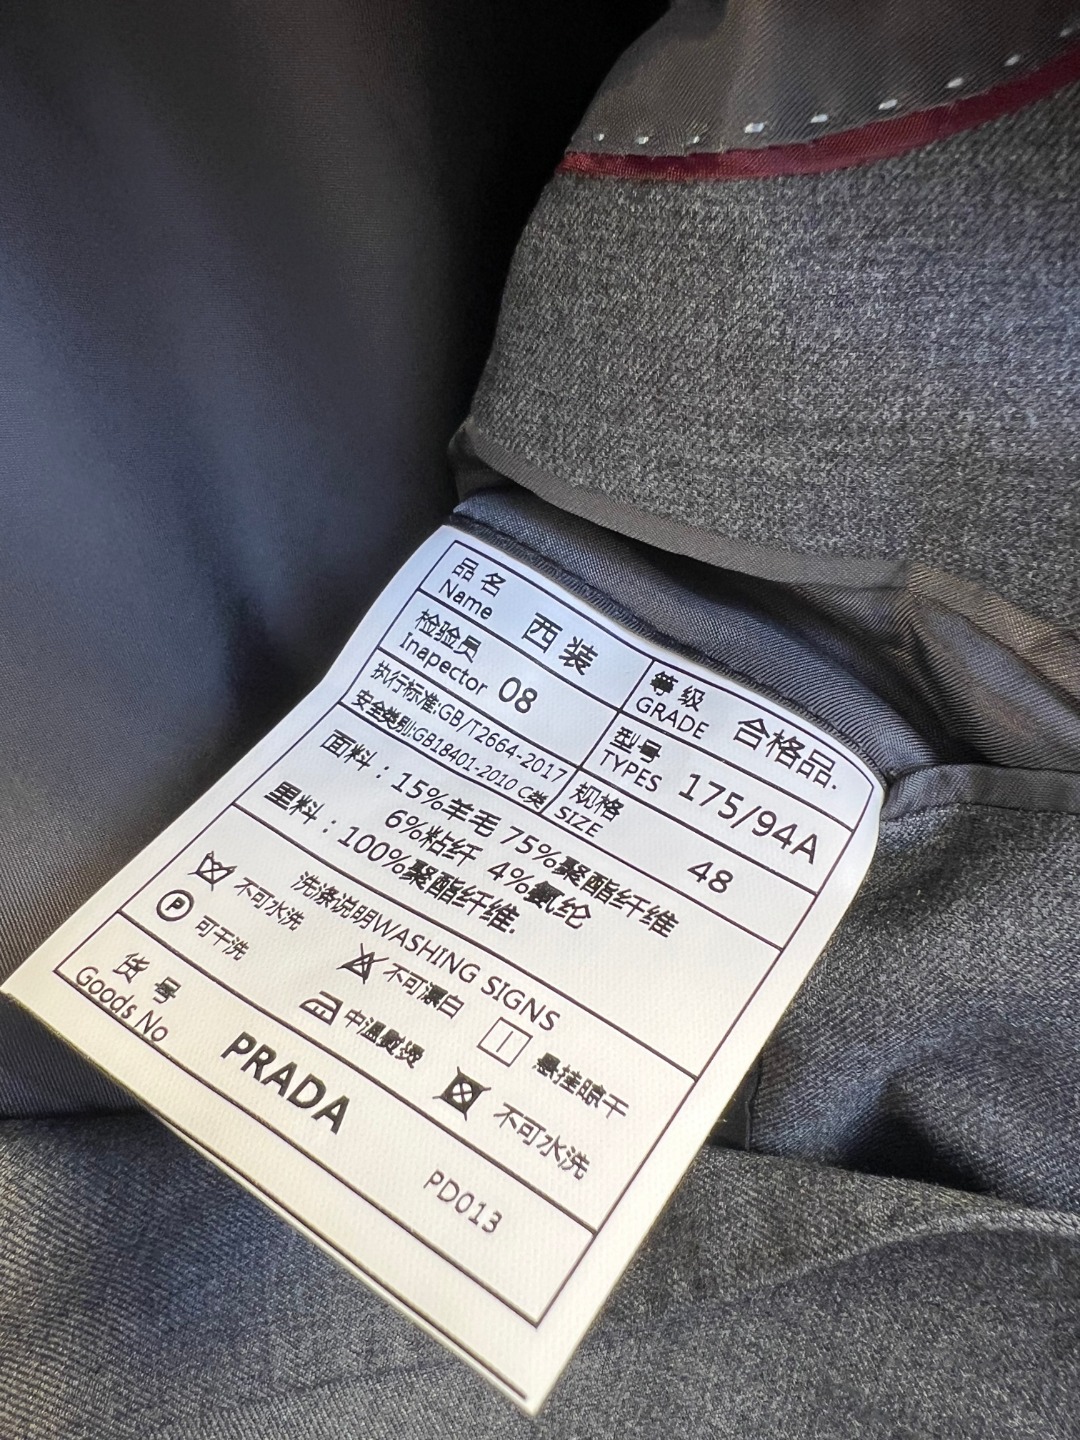 品名 西装
Name
检验员 08
Inapector
等级 合格品.
GRADE
执行标准:GB/T2664-2017
安全类别:GB18401-2010 C类
型号 175/94A
TYPES
规格 48
SIZE
面料:15%羊毛 75%聚酯纤维
6%粘纤 4%氨纶
里料:100%聚酯纤维.
洗涤说明WASHING SIGNS
不可水洗 不可漂白 悬挂晾干
P 可干洗 中温熨烫 不可水洗
货号 PRADA PD013
Goods No